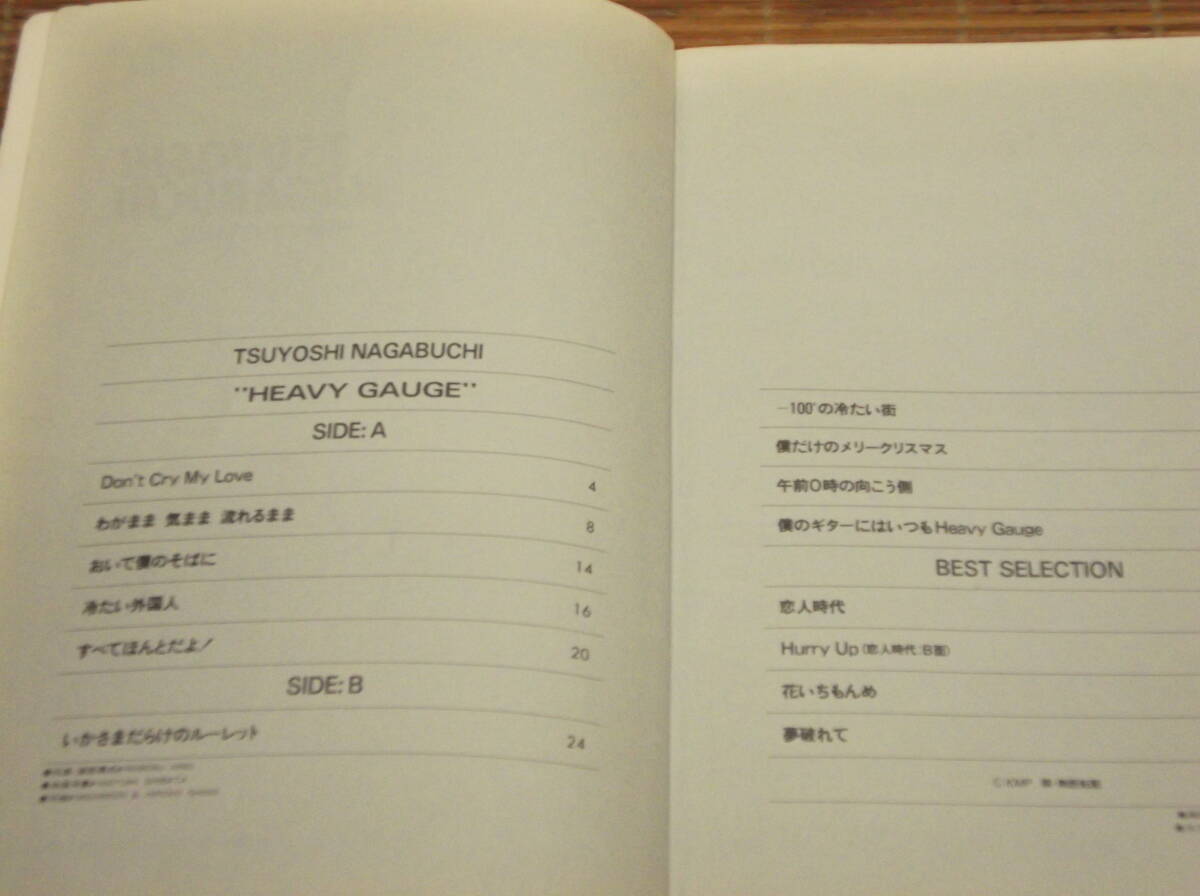 TSUYOSHI NAGABUCHI
"HEAVY GAUGE"
SIDE: A
Don't Cry My Love 4
わがまま 気まま 流れるまま 8
おいで僕のそばに 14
冷たい外国人 16
すべてほんとだよ! 20
SIDE: B
いかさまだらけのルーレット 24
−100°の冷たい街
僕だけのメリークリスマス
午前0時の向こう側
僕のギターにはいつもHeavy Gauge
BEST SELECTION
恋人時代
Hurry Up (恋人時代:B面)
花いちもんめ
夢破れて